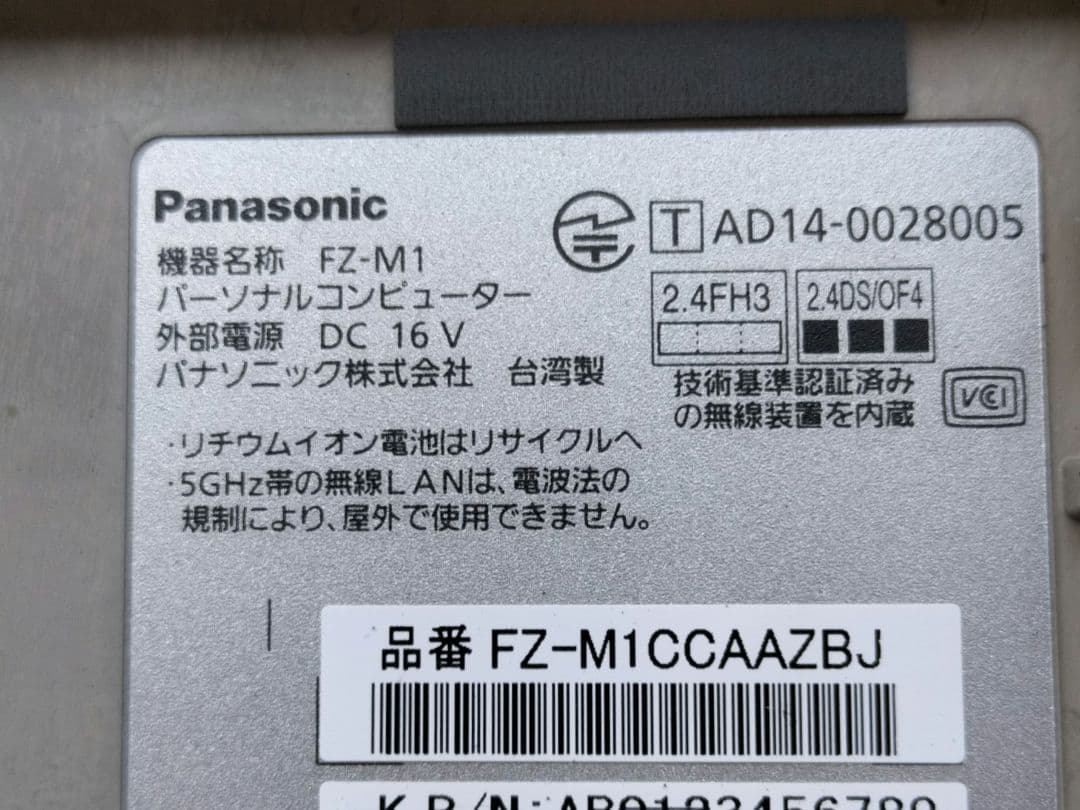 Panasonic
機器名称 FZ-M1
パーソナルコンピューター
外部電源 DC 16 V
パナソニック株式会社 台湾製
T AD14-0028005
2.4FH3 2.4DS/OF4
技術基準認証済み
の無線装置を内蔵
VCCI
・リチウムイオン電池はリサイクルへ
・5GHz帯の無線LANは、電波法の
規制により、屋外で使用できません。
品番 FZ-M1CCAAZBJ